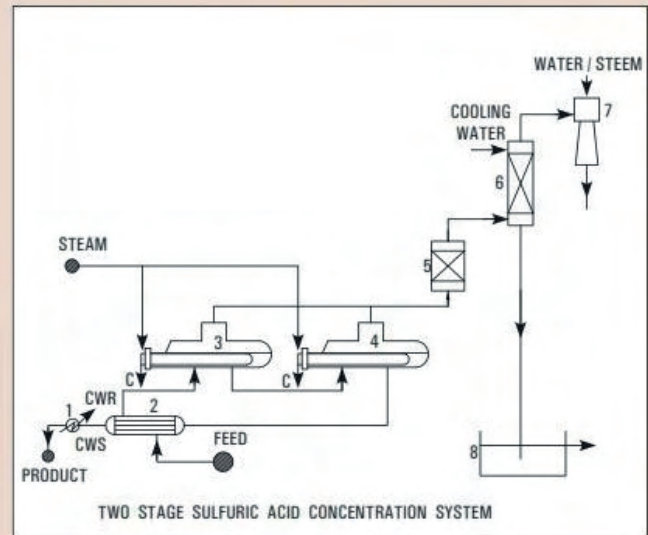 WATER / STEEM
7
COOLING
WATER
6
STEAM
5
3
4
C
C
CWR
1
2
CWS
FEED
8
PRODUCT
TWO STAGE SULFURIC ACID CONCENTRATION SYSTEM